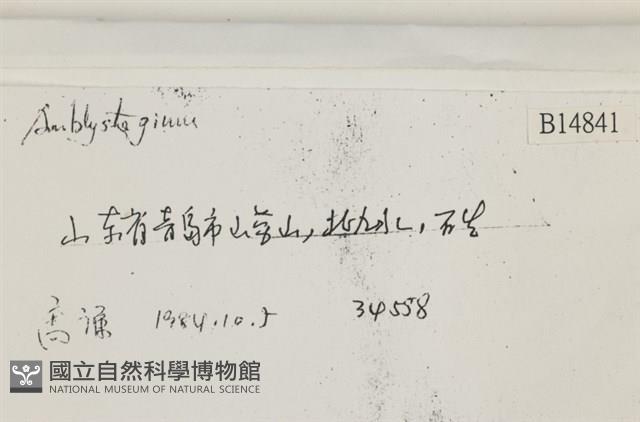 Amblystegium
B14841
山东省青岛市崂山,北九水,石生
高谦 1984.10.5 34558
國立自然科學博物館
NATIONAL MUSEUM OF NATURAL SCIENCE